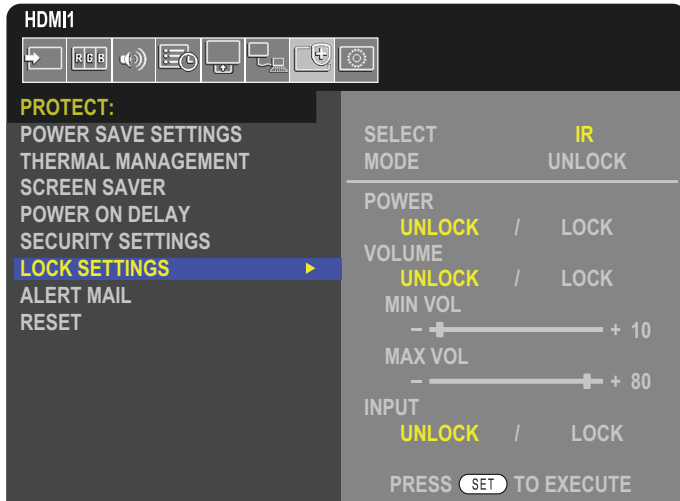 HDMI1
RGB
PROTECT:
POWER SAVE SETTINGS
THERMAL MANAGEMENT
SCREEN SAVER
POWER ON DELAY
SECURITY SETTINGS
LOCK SETTINGS
ALERT MAIL
RESET
SELECT IR
MODE UNLOCK
POWER
UNLOCK / LOCK
VOLUME
UNLOCK / LOCK
MIN VOL
− + 10
MAX VOL
− + 80
INPUT
UNLOCK / LOCK
PRESS SET TO EXECUTE